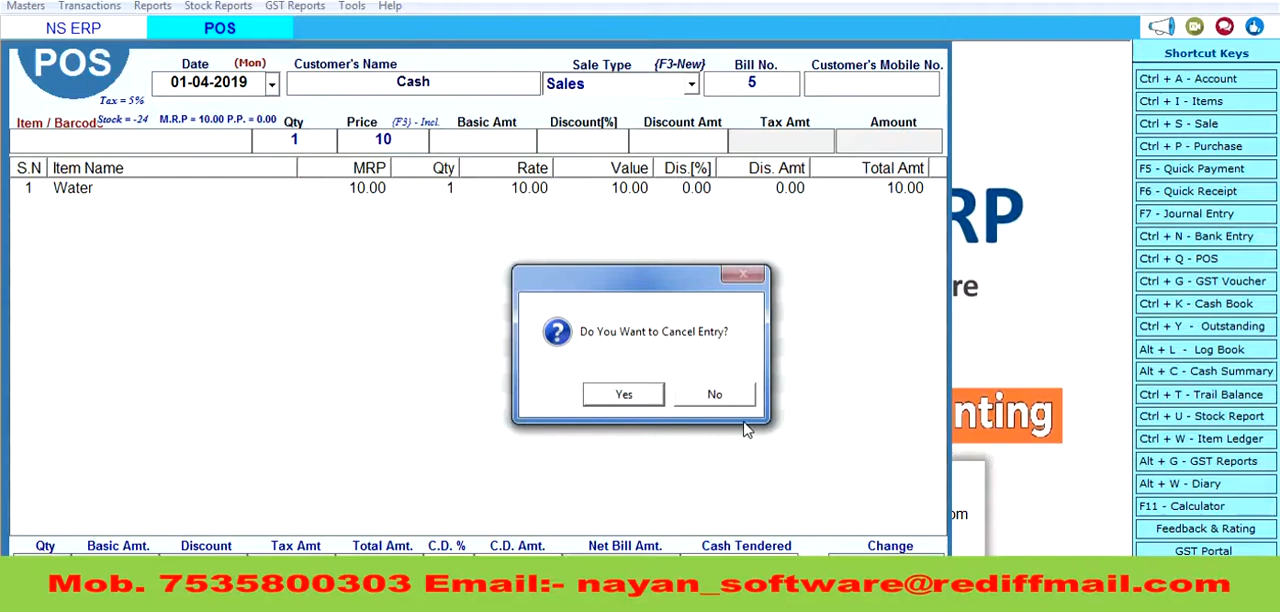 Masters Transactions Reports Stock Reports GST Reports Tools Help
NS ERP POS
Shortcut Keys
POS
Date (Mon) Customer's Name Sale Type {F3-New} Bill No. Customer's Mobile No.
01-04-2019 Cash Sales 5
Tax = 5%
Item / Barcode Stock = -24 M.R.P = 10.00 P.P. = 0.00 Qty Price (F3) - Incl. Basic Amt Discount[%] Discount Amt Tax Amt Amount
1 10
S.N Item Name MRP Qty Rate Value Dis.[%] Dis. Amt Total Amt
1 Water 10.00 1 10.00 10.00 0.00 0.00 10.00
RP
re
Do You Want to Cancel Entry?
Yes No
nting
om
Qty Basic Amt. Discount Tax Amt Total Amt. C.D. % C.D. Amt. Net Bill Amt. Cash Tendered Change
Ctrl + A - Account
Ctrl + I - Items
Ctrl + S - Sale
Ctrl + P - Purchase
F5 - Quick Payment
F6 - Quick Receipt
F7 - Journal Entry
Ctrl + N - Bank Entry
Ctrl + Q - POS
Ctrl + G - GST Voucher
Ctrl + K - Cash Book
Ctrl + Y - Outstanding
Alt + L - Log Book
Alt + C - Cash Summary
Ctrl + T - Trail Balance
Ctrl + U - Stock Report
Ctrl + W - Item Ledger
Alt + G - GST Reports
Alt + W - Diary
F11 - Calculator
Feedback & Rating
GST Portal
Mob. 7535800303 Email:- nayan_software@rediffmail.com